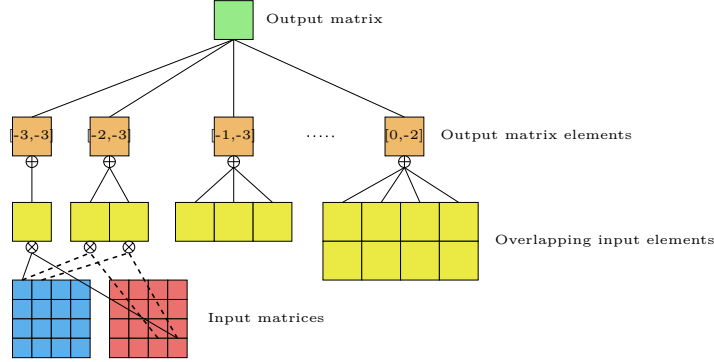 Output matrix
[-3,-3]
[-2,-3]
[-1,-3]
.....
[0,-2]
Output matrix elements
Overlapping input elements
Input matrices